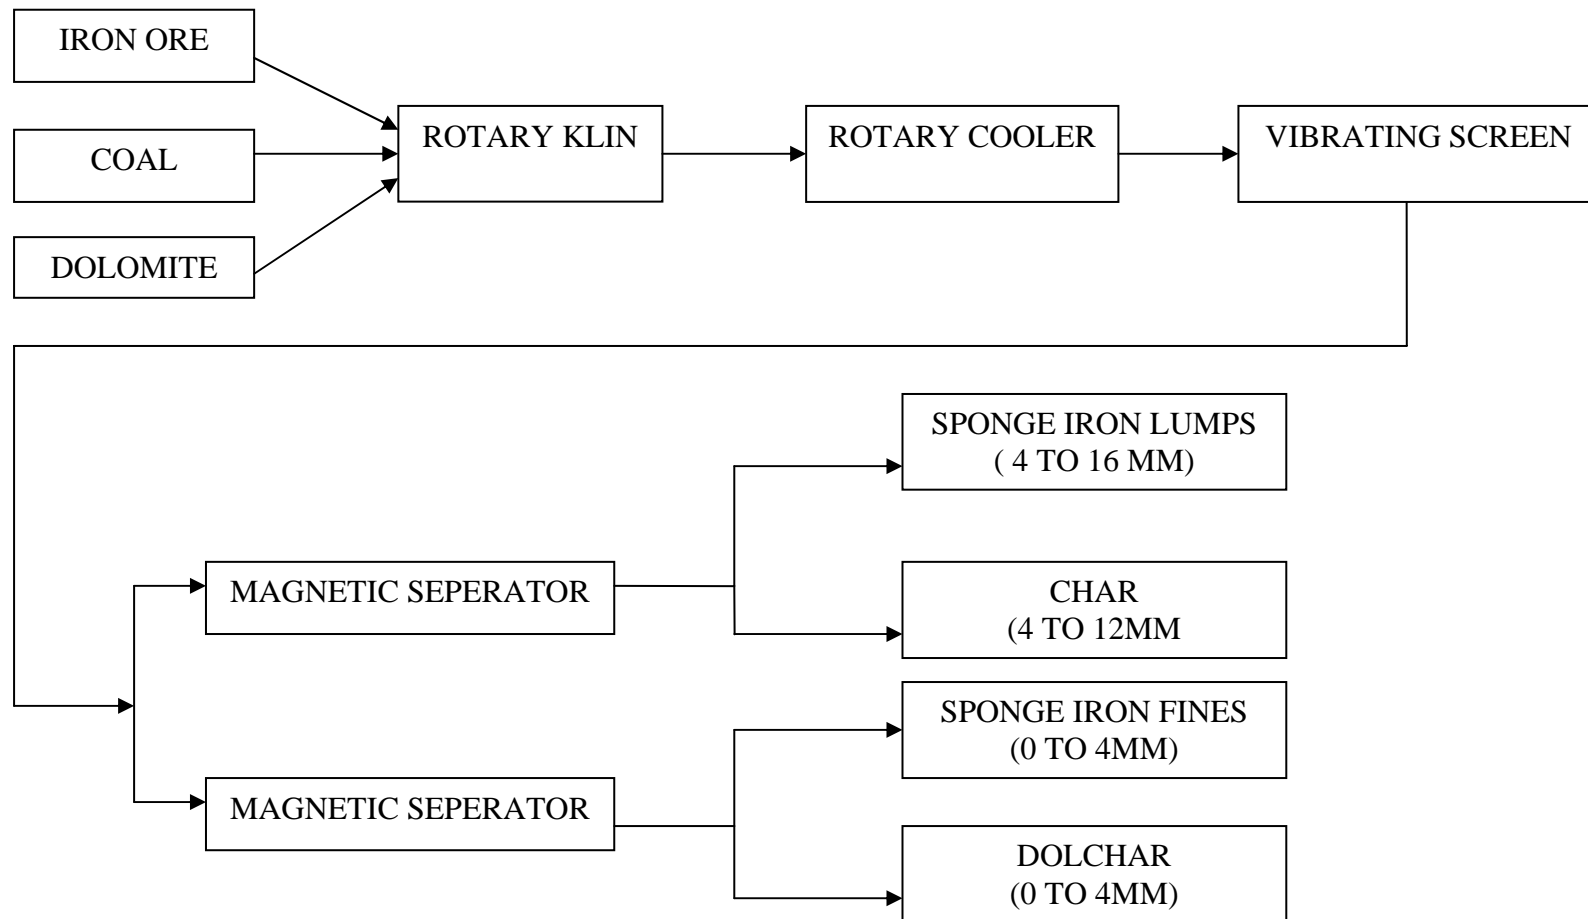 IRON ORE
COAL
DOLOMITE
ROTARY KLIN
ROTARY COOLER
VIBRATING SCREEN
SPONGE IRON LUMPS
( 4 TO 16 MM)
MAGNETIC SEPERATOR
CHAR
(4 TO 12MM
SPONGE IRON FINES
(0 TO 4MM)
MAGNETIC SEPERATOR
DOLCHAR
(0 TO 4MM)